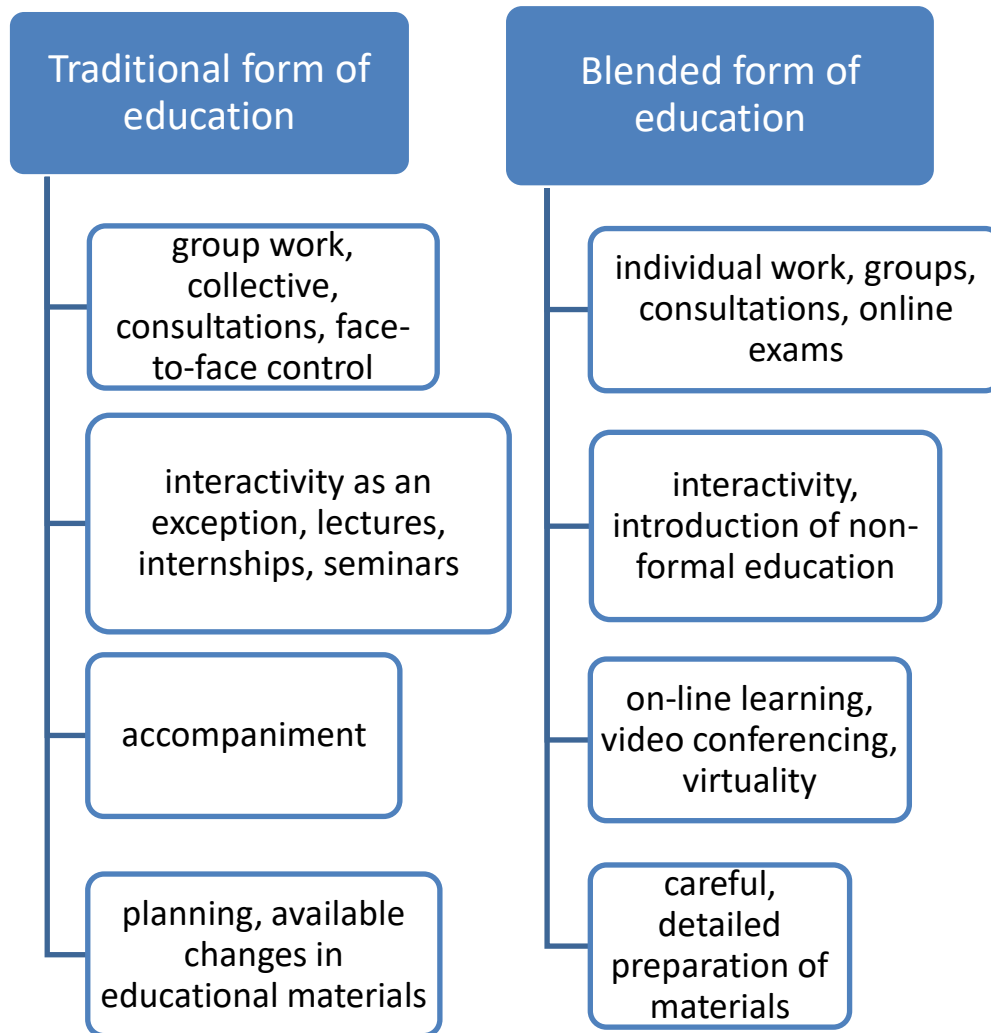 Traditional form of
education
group work,
collective,
consultations, face-
to-face control
interactivity as an
exception, lectures,
internships, seminars
accompaniment
planning, available
changes in
educational materials
Blended form of
education
individual work, groups,
consultations, online
exams
interactivity,
introduction of non-
formal education
on-line learning,
video conferencing,
virtuality
careful,
detailed
preparation of
materials